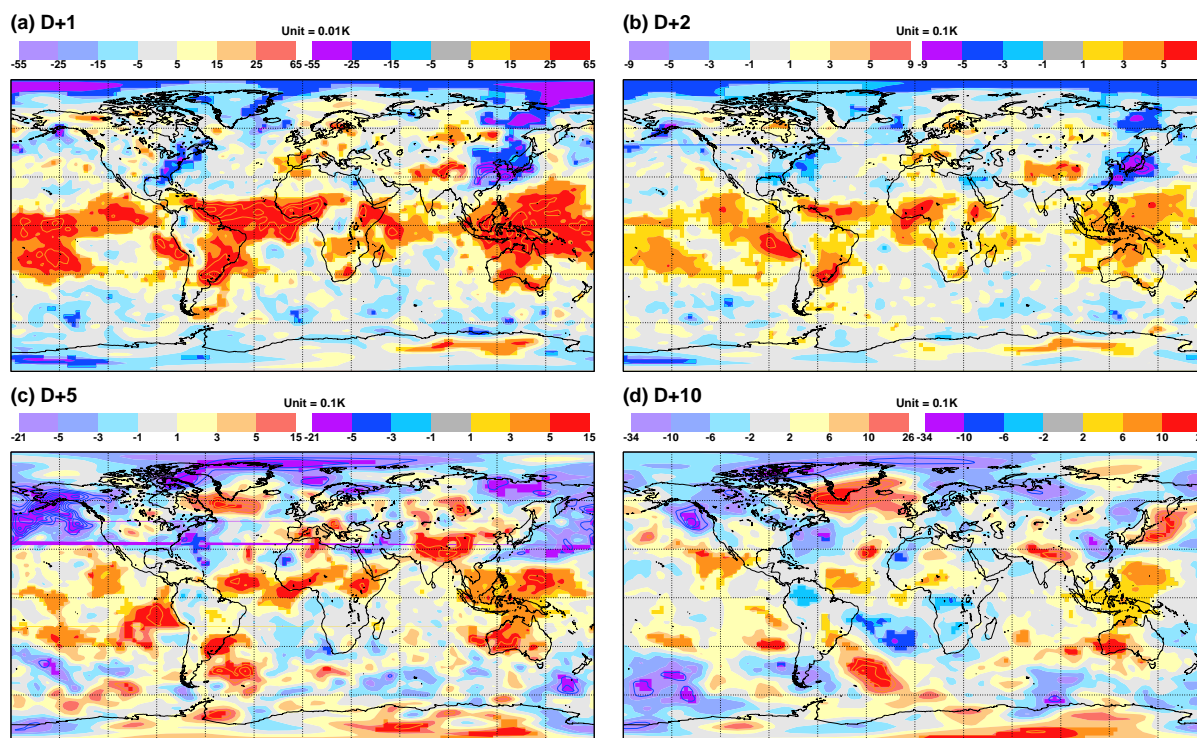 (a) D+1
Unit = 0.01K
-55 -25 -15 -5 5 15 25 65 -55 -25 -15 -5 5 15 25 65
(b) D+2
Unit = 0.1K
-9 -5 -3 -1 1 3 9 -9 -5 -3 -1 1 3 5
(c) D+5
Unit = 0.1K
-21 -5 -3 -1 1 3 5 15 -21 -5 -3 -1 1 3 5 15
(d) D+10
Unit = 0.1K
-34 -10 -6 -2 2 6 10 26 -34 -10 -6 -2 2 6 10